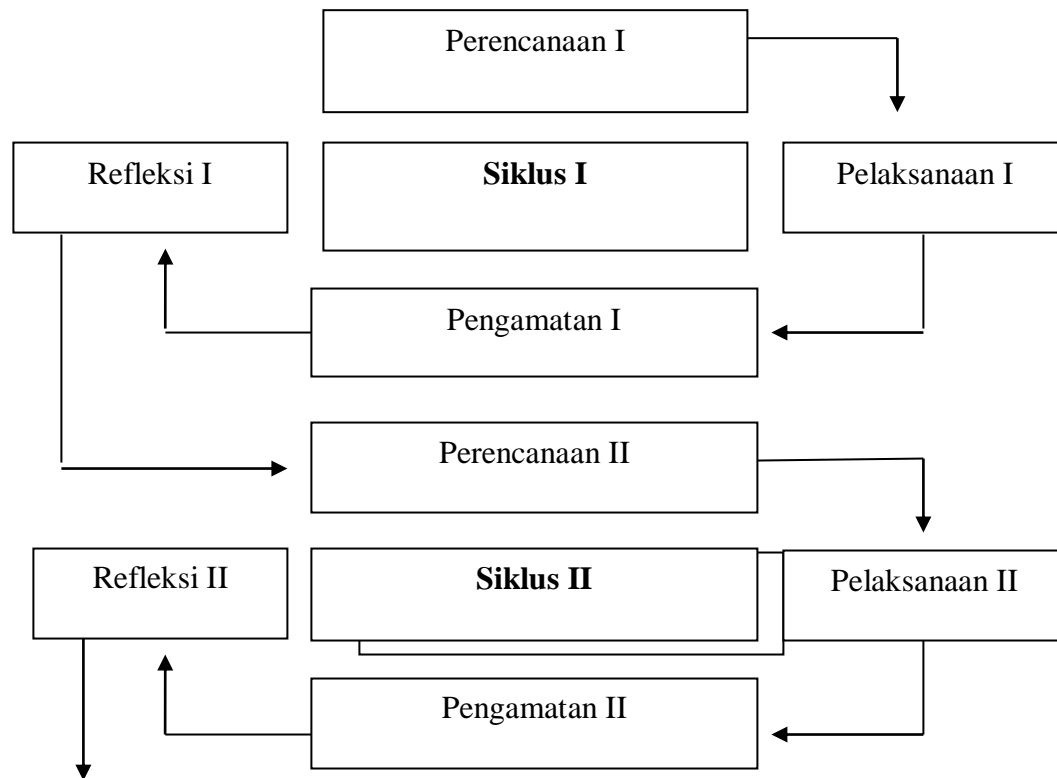 Perencanaan I
Refleksi I
Siklus I
Pelaksanaan I
Pengamatan I
Perencanaan II
Refleksi II
Siklus II
Pelaksanaan II
Pengamatan II